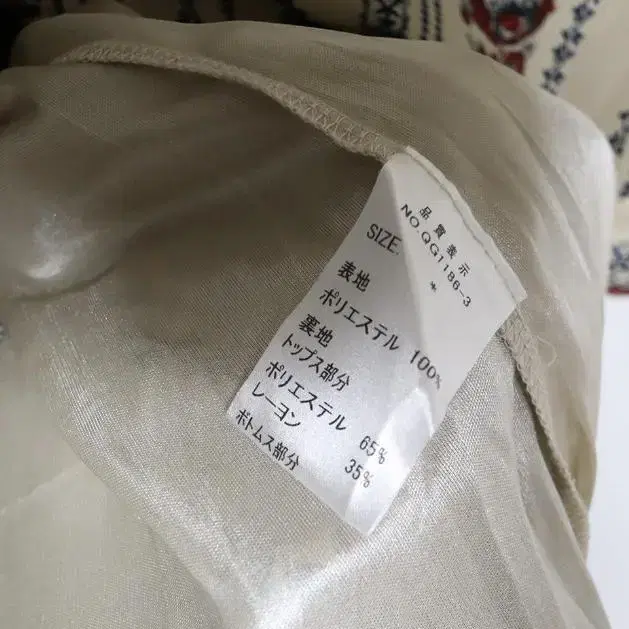 品質表示
NO.QG1186-3
SIZE. *
表地
ポリエステル 100%
裏地
トップス部分
ポリエステル 65%
レーヨン 35%
ボトムス部分